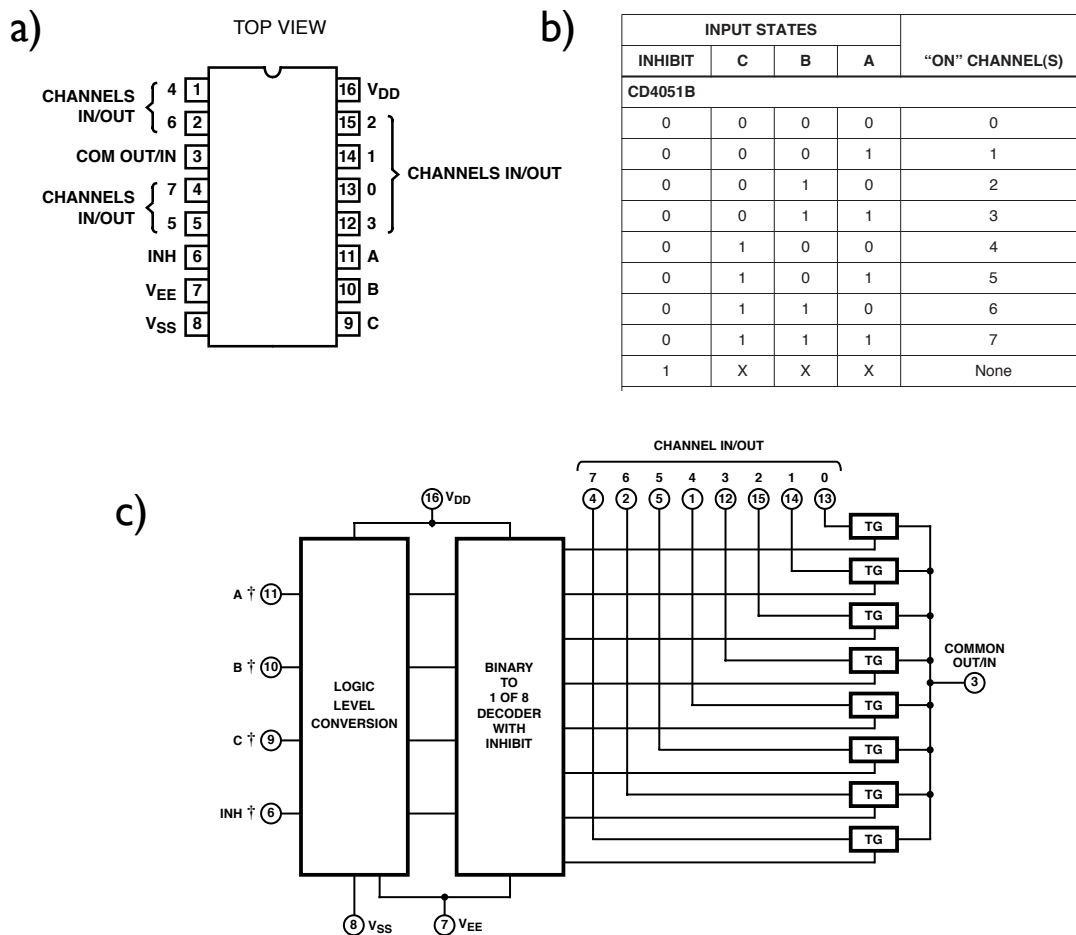 a)
TOP VIEW
CHANNELS
IN/OUT
4 1
6 2
COM OUT/IN 3
CHANNELS
IN/OUT
7 4
5 5
INH 6
VEE 7
VSS 8
16 VDD
15 2
14 1
13 0
12 3
CHANNELS IN/OUT
11 A
10 B
9 C
b)
INPUT STATES
INHIBIT C B A “ON” CHANNEL(S)
CD4051B
0 0 0 0 0
0 0 0 1 1
0 0 1 0 2
0 0 1 1 3
0 1 0 0 4
0 1 0 1 5
0 1 1 0 6
0 1 1 1 7
1 X X X None
c)
CHANNEL IN/OUT
7 6 5 4 3 2 1 0
4 2 5 1 12 15 14 13
16 VDD
A † 11
B † 10
C † 9
INH † 6
LOGIC
LEVEL
CONVERSION
BINARY
TO
1 OF 8
DECODER
WITH
INHIBIT
TG
TG
TG
TG
TG
TG
TG
TG
COMMON
OUT/IN
3
8 VSS
7 VEE